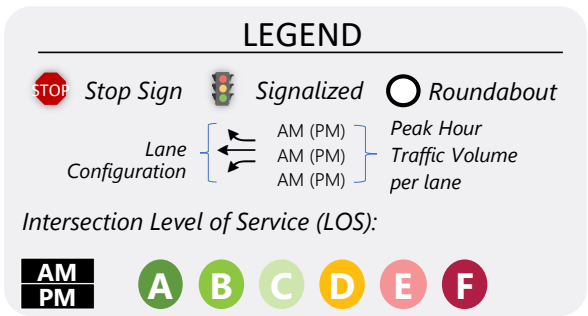 LEGEND
STOP Stop Sign Signalized Roundabout
Lane
Configuration
AM (PM)
AM (PM)
AM (PM)
Peak Hour
Traffic Volume
per lane
Intersection Level of Service (LOS):
AM
PM
A B C D E F